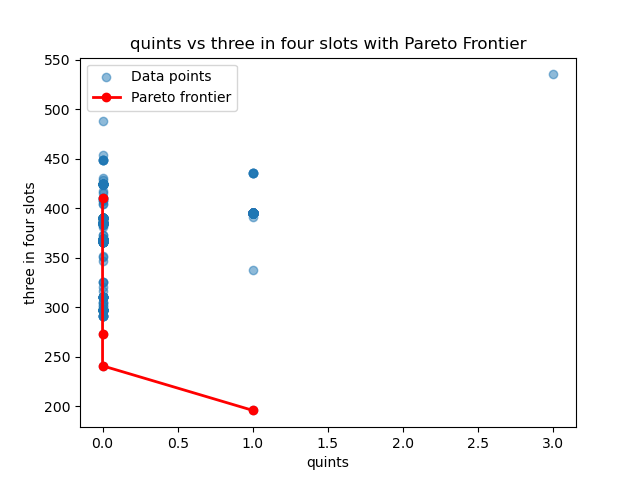 quints vs three in four slots with Pareto Frontier
Data points
Pareto frontier
550
500
450
400
350
300
250
200
three in four slots
0.0 0.5 1.0 1.5 2.0 2.5 3.0
quints